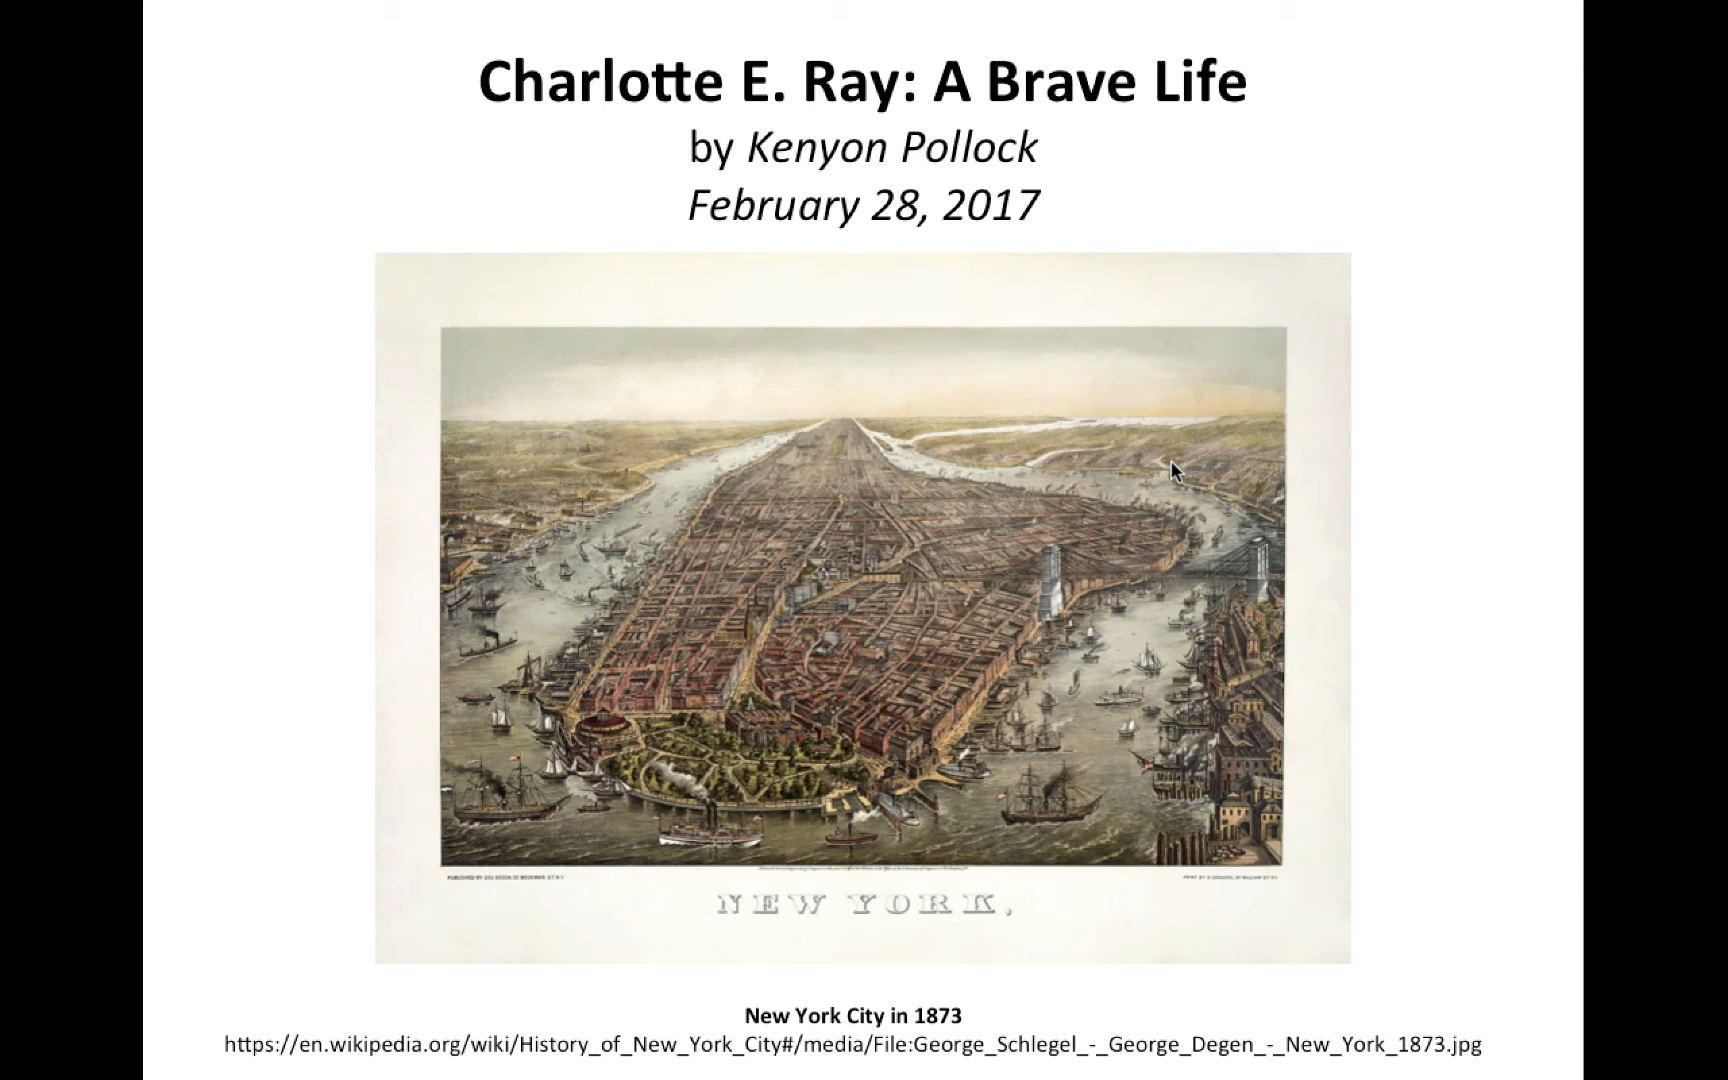 Charlotte E. Ray: A Brave Life
by Kenyon Pollock
February 28, 2017
NEW YORK,
New York City in 1873
https://en.wikipedia.org/wiki/History_of_New_York_City#/media/File:George_Schlegel_-_George_Degen_-_New_York_1873.jpg